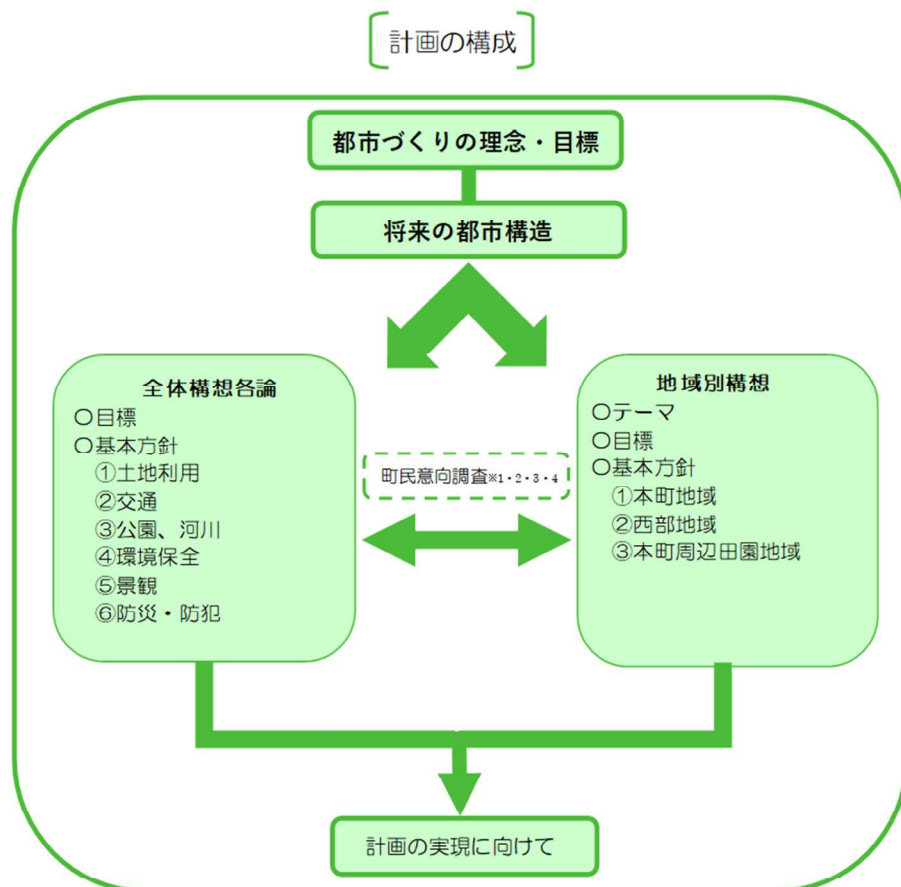 計画の構成
都市づくりの理念・目標
将来の都市構造
全体構想各論
〇目標
〇基本方針
①土地利用
②交通
③公園、河川
④環境保全
⑤景観
⑥防災・防犯
町民意向調査※1・2・3・4
地域別構想
〇テーマ
〇目標
〇基本方針
①本町地域
②西部地域
③本町周辺田園地域
計画の実現に向けて